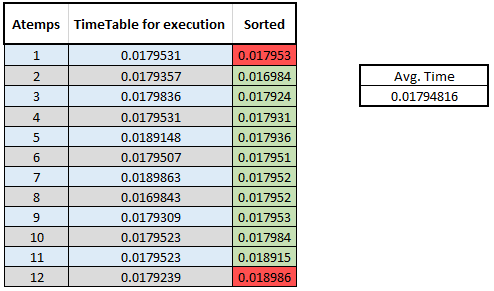 Atemps TimeTable for execution Sorted
1 0.0179531 0.017953
2 0.0179357 0.016984
3 0.0179836 0.017924
4 0.0179531 0.017931
5 0.0189148 0.017936
6 0.0179507 0.017951
7 0.0189863 0.017952
8 0.0169843 0.017952
9 0.0179309 0.017953
10 0.0179523 0.017984
11 0.0179523 0.018915
12 0.0179239 0.018986
Avg. Time
0.01794816